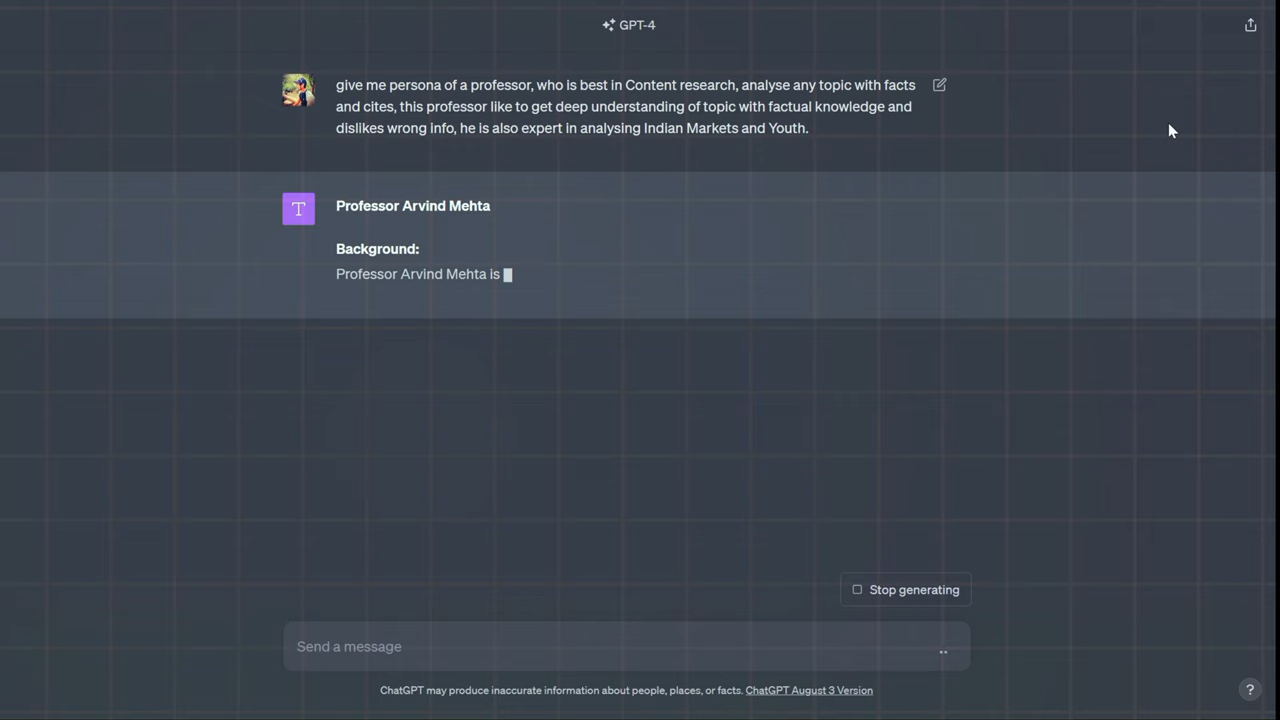 GPT-4
give me persona of a professor, who is best in Content research, analyse any topic with facts
and cites, this professor like to get deep understanding of topic with factual knowledge and
dislikes wrong info, he is also expert in analysing Indian Markets and Youth.
T
Professor Arvind Mehta
Background:
Professor Arvind Mehta is
Stop generating
Send a message
ChatGPT may produce inaccurate information about people, places, or facts. ChatGPT August 3 Version
?